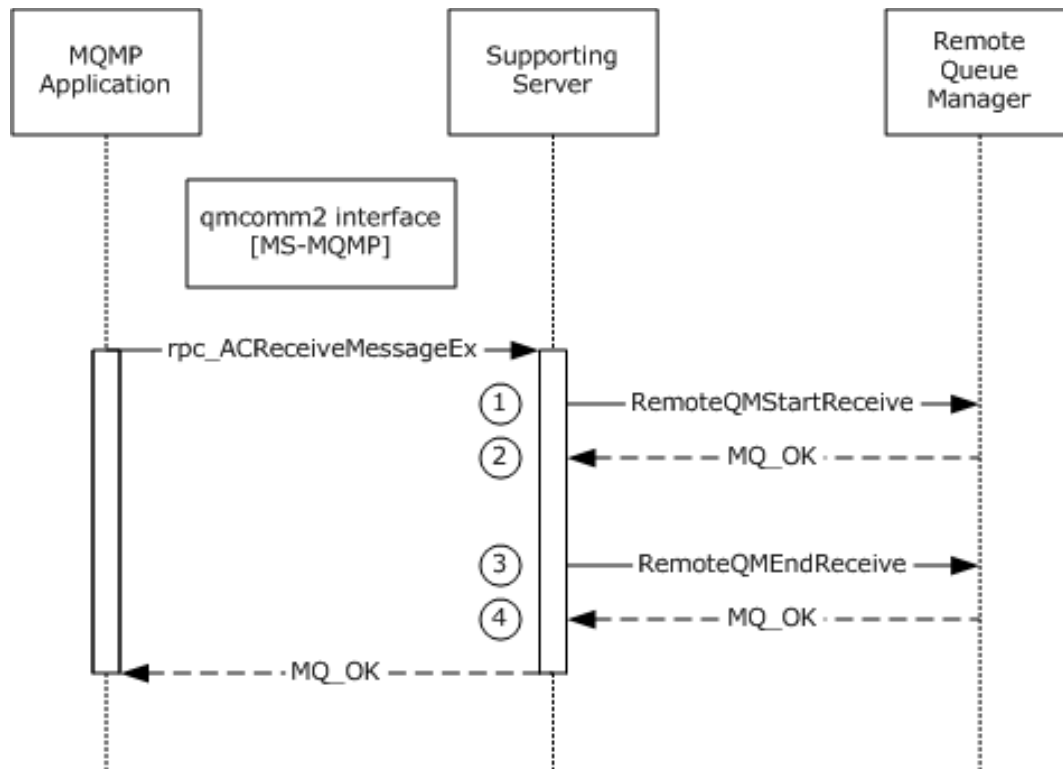 MQMP
Application
Supporting
Server
Remote
Queue
Manager
qmcomm2 interface
[MS-MQMP]
rpc_ACReceiveMessageEx
1
RemoteQMStartReceive
2
MQ_OK
3
RemoteQMEndReceive
4
MQ_OK
MQ_OK